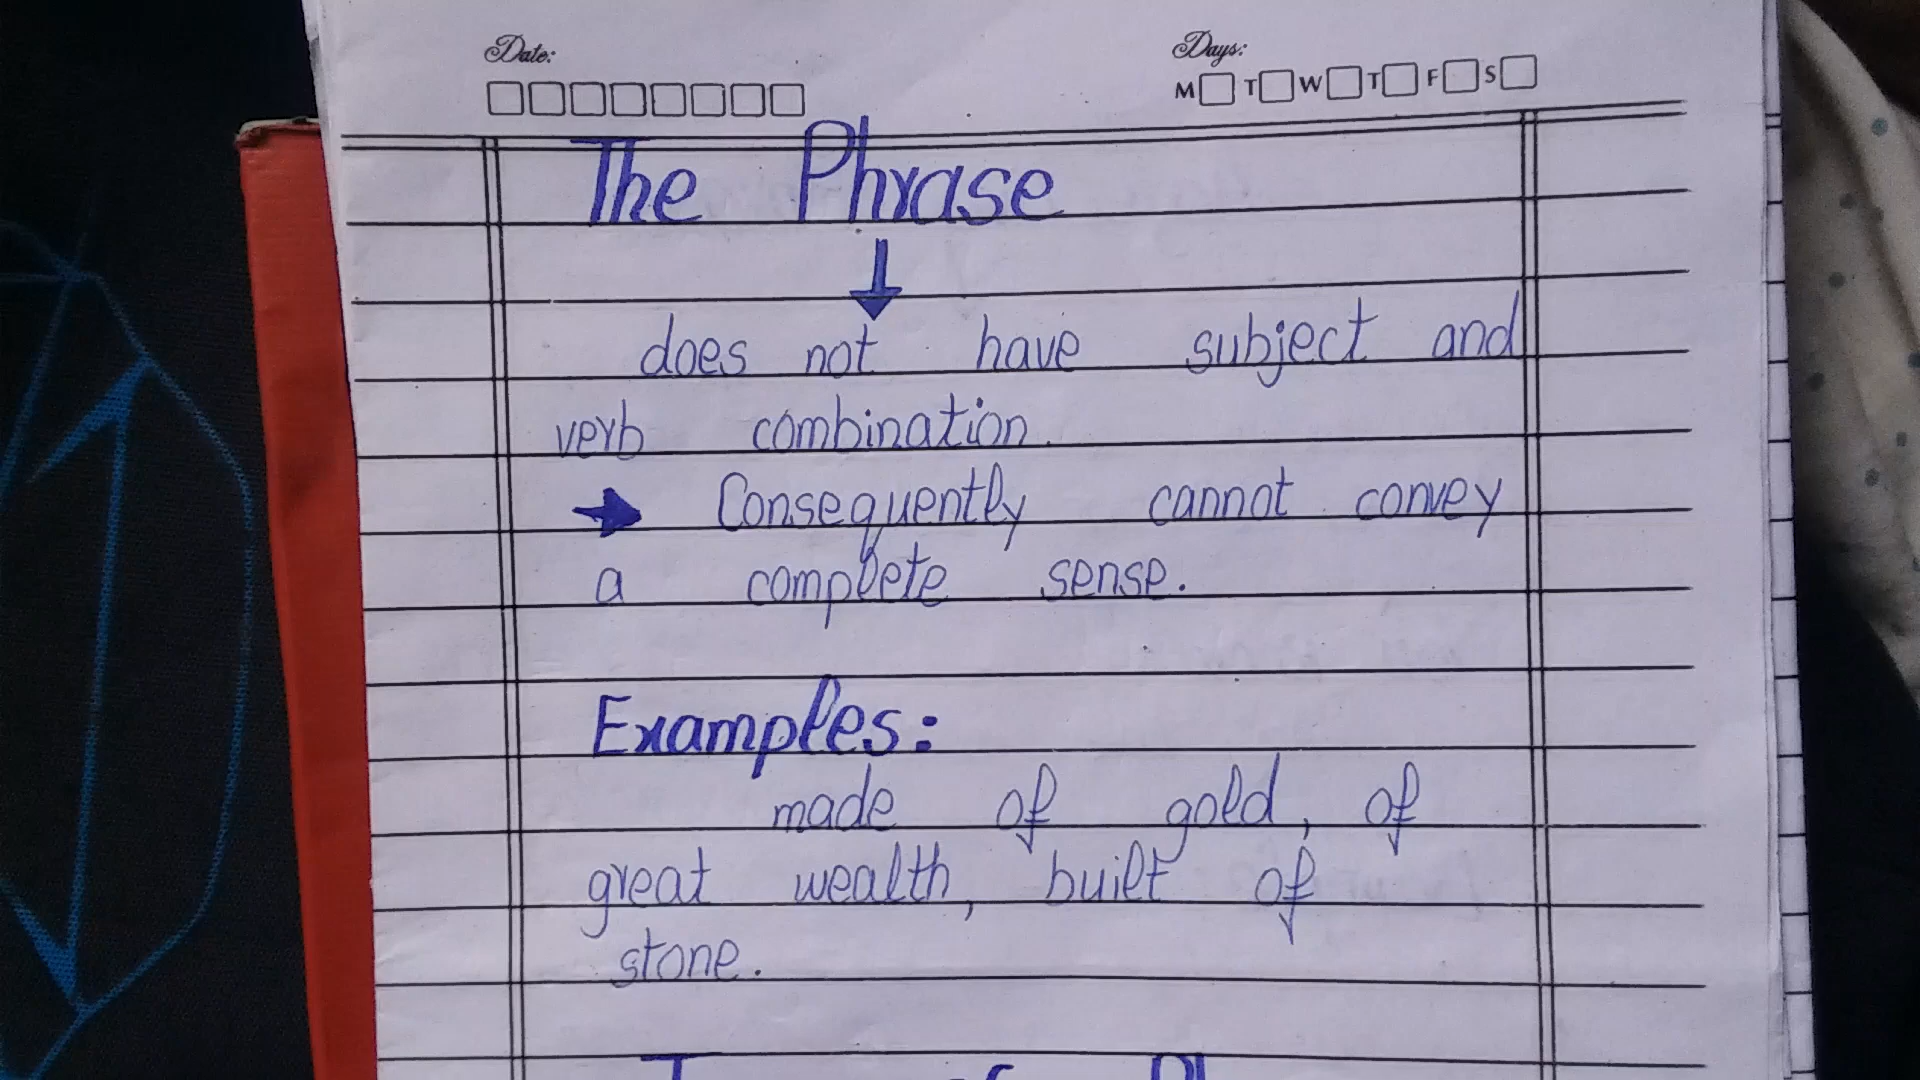 Date:
Days:
M T W T F S
The Phrase
does not have subject and
verb combination.
Consequently cannot convey
a complete sense.
Examples:
made of gold, of
great wealth, built of
stone.